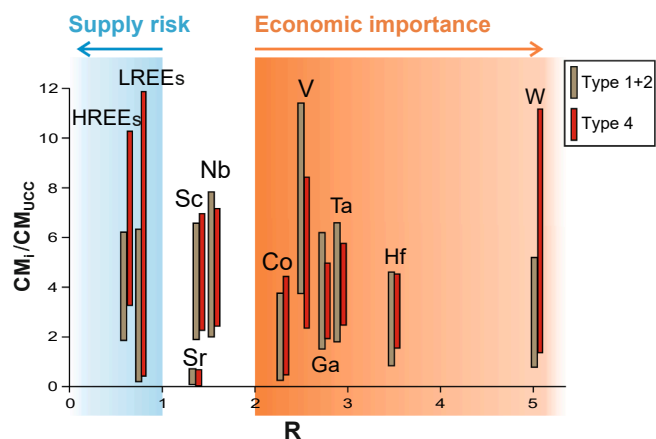 Supply risk
Economic importance
Type 1+2
Type 4
LREEs
HREEs
V
W
Nb
Sc
Ta
Co
Hf
Sr
Ga
12
10
8
6
4
2
0
CMi/CMUCC
0 1 2 3 4 5
R